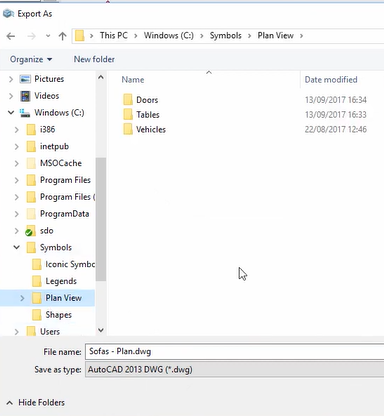 Export As
This PC > Windows (C:) > Symbols > Plan View >
Organize New folder
Pictures
Videos
Windows (C:)
i386
inetpub
MSOCache
Program Files
Program Files (
ProgramData
sdo
Symbols
Iconic Symbo
Legends
Plan View
Shapes
Users
Name Date modified
Doors 13/09/2017 16:34
Tables 13/09/2017 16:33
Vehicles 22/08/2017 12:46
File name: Sofas - Plan.dwg
Save as type: AutoCAD 2013 DWG (*.dwg)
Hide Folders